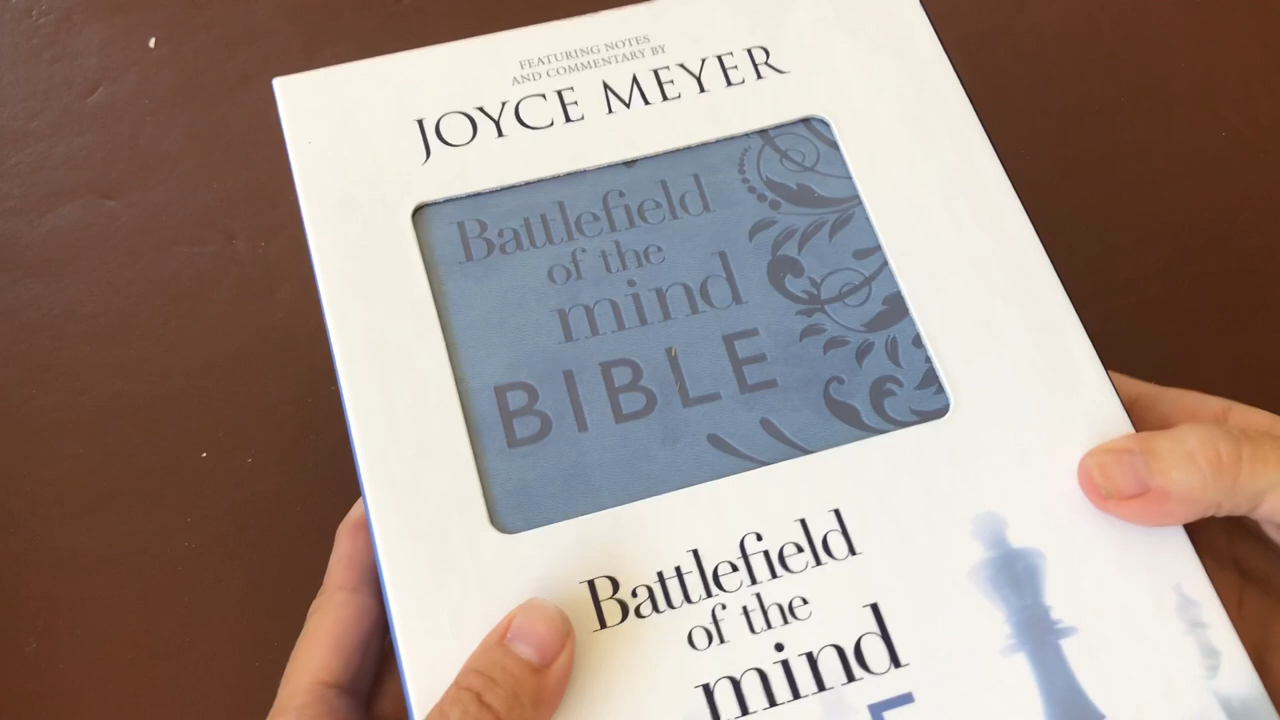 FEATURING NOTES
AND COMMENTARY BY
JOYCE MEYER
Battlefield
of the
mind
BIBLE
Battlefield
of the
mind